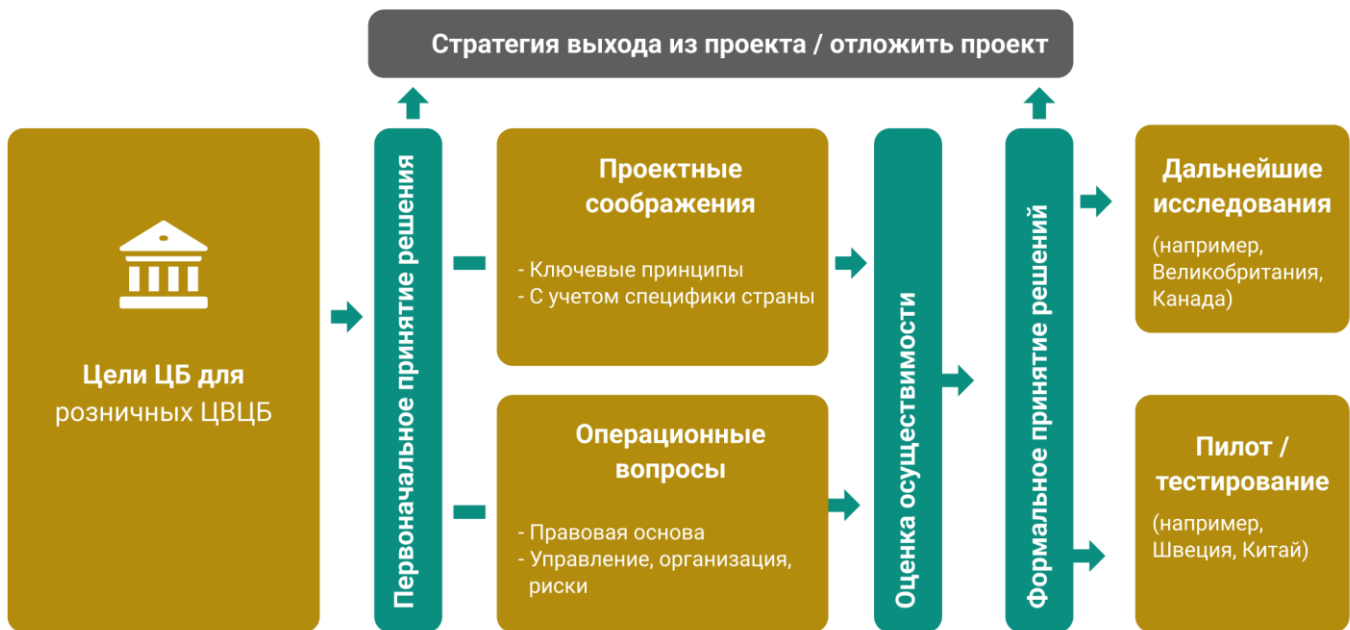 Стратегия выхода из проекта / отложить проект
Цели ЦБ для
розничных ЦВЦБ
Первоначальное принятие решения
Проектные
соображения
- Ключевые принципы
- С учетом специфики страны
Операционные
вопросы
- Правовая основа
- Управление, организация,
риски
Оценка осуществимости
Формальное принятие решений
Дальнейшие
исследования
(например,
Великобритания,
Канада)
Пилот /
тестирование
(например,
Швеция, Китай)